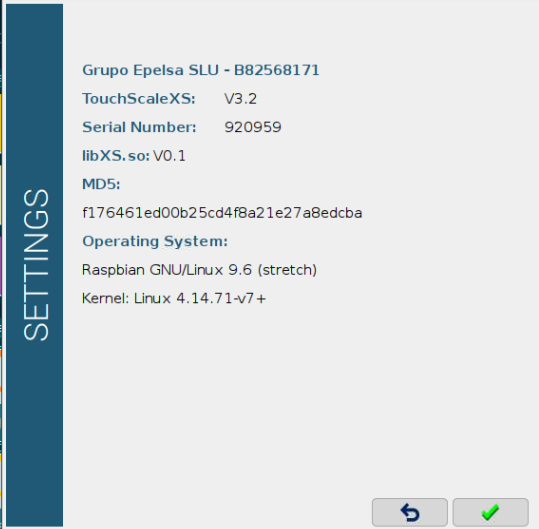 SETTINGS
Grupo Epelsa SLU - B82568171
TouchScaleXS: V3.2
Serial Number: 920959
libXS.so: V0.1
MD5:
f176461ed00b25cd4f8a21e27a8edcba
Operating System:
Raspbian GNU/Linux 9.6 (stretch)
Kernel: Linux 4.14.71-v7+